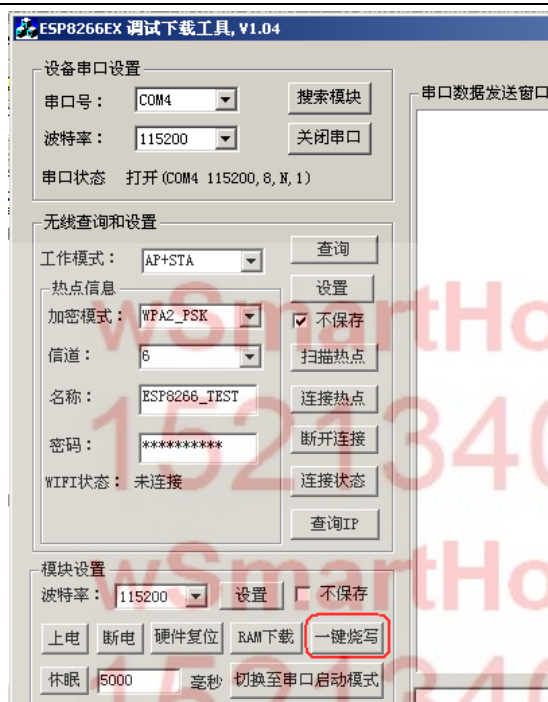 ESP8266EX 调试下载工具, V1.04
设备串口设置
串口号： COM4 搜索模块
波特率： 115200 关闭串口
串口状态 打开(COM4 115200,8,N,1)
串口数据发送窗口
无线查询和设置
工作模式： AP+STA 查询
热点信息 设置
加密模式： WPA2_PSK 不保存
信道： 6 扫描热点
名称： ESP8266_TEST 连接热点
密码： ********** 断开连接
WIFI状态： 未连接 连接状态
查询IP
模块设置
波特率： 115200 设置 不保存
上电 断电 硬件复位 RAM下载 一键烧写
休眠 5000 毫秒 切换至串口启动模式
wSmartHo
1521340
wSmartHo
1521340